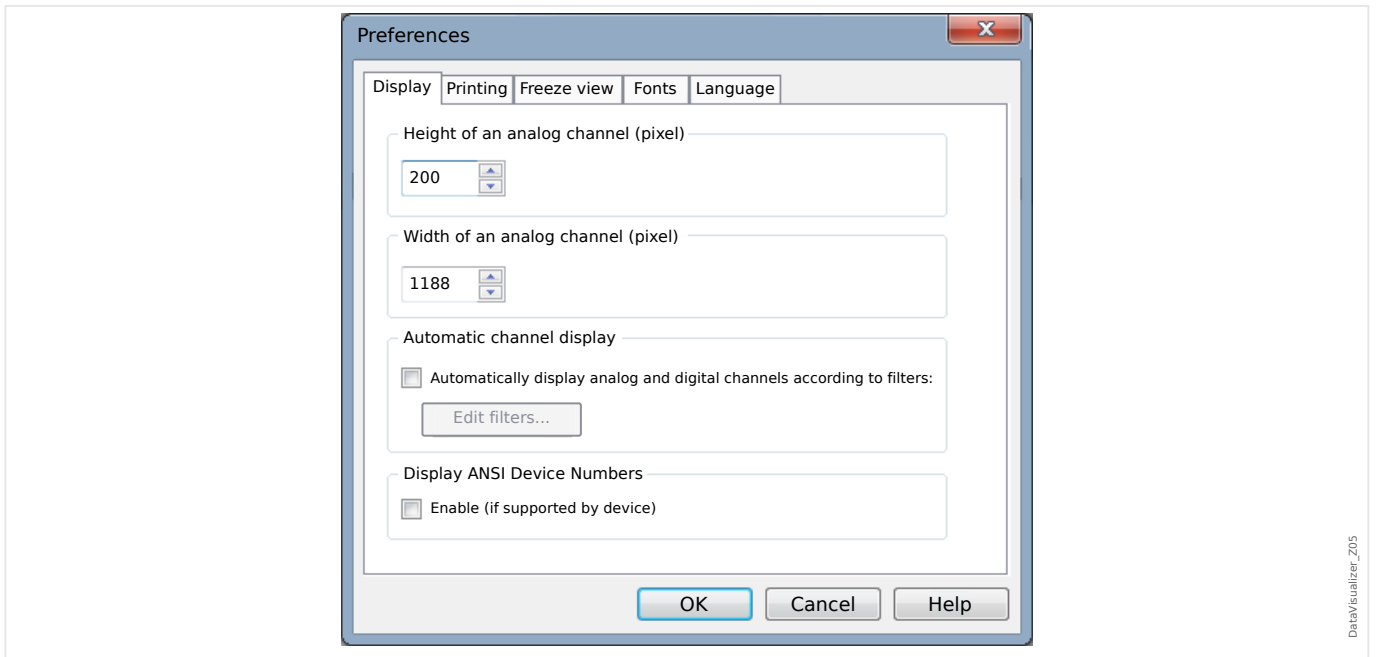 Preferences
Display Printing Freeze view Fonts Language
Height of an analog channel (pixel)
200
Width of an analog channel (pixel)
1188
Automatic channel display
Automatically display analog and digital channels according to filters:
Edit filters...
Display ANSI Device Numbers
Enable (if supported by device)
OK Cancel Help
DataVisualizer_Z05